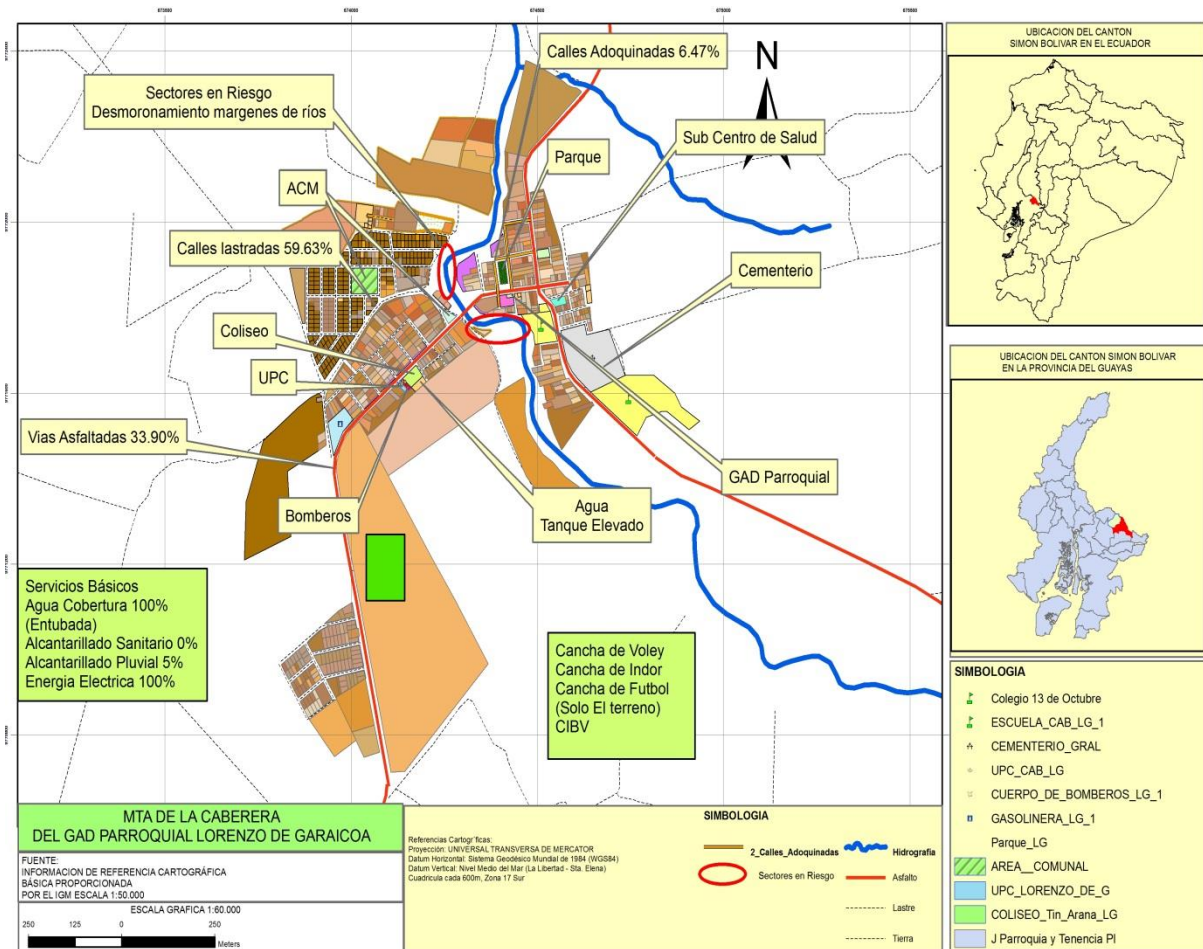 673500
674000
674500
675000
675500
Calles Adoquinadas 6.47%
N
Sectores en Riesgo
Desmoronamiento margenes de ríos
Parque
Sub Centro de Salud
ACM
Calles lastradas 59.63%
Cementerio
Coliseo
UPC
Vias Asfaltadas 33.90%
Bomberos
Agua
Tanque Elevado
GAD Parroquial
Servicios Básicos
Agua Cobertura 100%
(Entubada)
Alcantarillado Sanitario 0%
Alcantarillado Pluvial 5%
Energia Electrica 100%
Cancha de Voley
Cancha de Indor
Cancha de Futbol
(Solo El terreno)
CIBV
UBICACION DEL CANTON
SIMON BOLIVAR EN EL ECUADOR
UBICACION DEL CANTON SIMON BOLIVAR
EN LA PROVINCIA DEL GUAYAS
SIMBOLOGIA
Colegio 13 de Octubre
ESCUELA_CAB_LG_1
CEMENTERIO_GRAL
UPC_CAB_LG
CUERPO_DE_BOMBEROS_LG_1
GASOLINERA_LG_1
Parque_LG
AREA__COMUNAL
UPC_LORENZO_DE_G
COLISEO_Tin_Arana_LG
J Parroquia y Tenencia Pl
MTA DE LA CABERERA
DEL GAD PARROQUIAL LORENZO DE GARAICOA
FUENTE:
INFORMACION DE REFERENCIA CARTOGRÁFICA
BÁSICA PROPORCIONADA
POR EL IGM ESCALA 1:50.000
ESCALA GRAFICA 1:60.000
250 125 0 250
Meters
Referencias Cartogr´ficas:
Proyección: UNIVERSAL TRANSVERSA DE MERCATOR
Datum Horizontal: Sistema Geodésico Mundial de 1984 (WGS84)
Datum Vertical: Nivel Medio del Mar (La Libertad - Sta. Elena)
Cuadricula cada 600m, Zona 17 Sur
SIMBOLOGIA
2_Calles_Adoquinadas
Hidrografia
Sectores en Riesgo
Asfalto
Lastre
Tierra